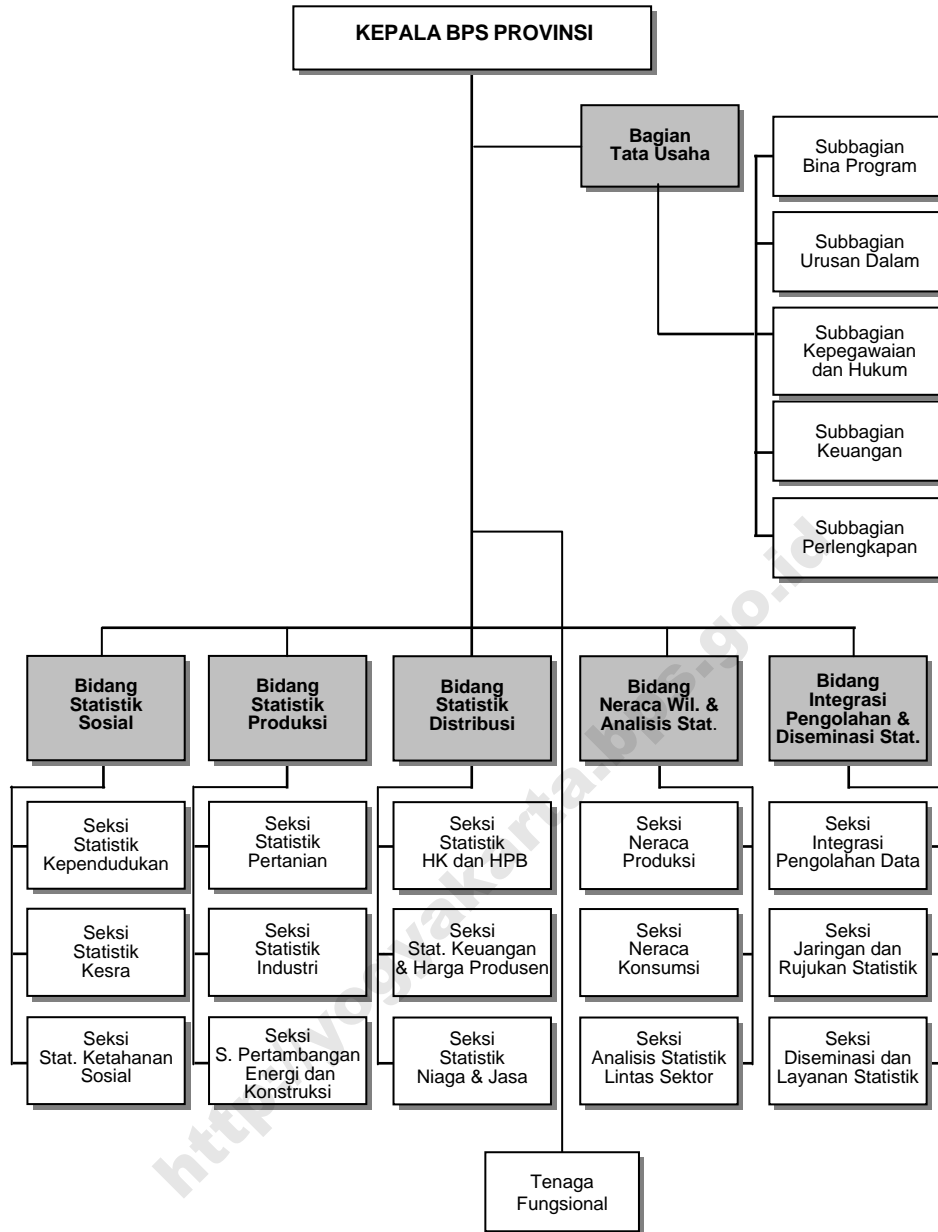 KEPALA BPS PROVINSI
Bagian
Tata Usaha
Subbagian
Bina Program
Subbagian
Urusan Dalam
Subbagian
Kepegawaian
dan Hukum
Subbagian
Keuangan
Subbagian
Perlengkapan
Bidang
Statistik
Sosial
Bidang
Statistik
Produksi
Bidang
Statistik
Distribusi
Bidang
Neraca Wil. &
Analisis Stat.
Bidang
Integrasi
Pengolahan &
Diseminasi Stat.
Seksi
Statistik
Kependudukan
Seksi
Statistik
Pertanian
Seksi
Statistik
HK dan HPB
Seksi
Neraca
Produksi
Seksi
Integrasi
Pengolahan Data
Seksi
Statistik
Kesra
Seksi
Statistik
Industri
Seksi
Stat. Keuangan
& Harga Produsen
Seksi
Neraca
Konsumsi
Seksi
Jaringan dan
Rujukan Statistik
Seksi
Stat. Ketahanan
Sosial
Seksi
S. Pertambangan
Energi dan
Konstruksi
Seksi
Statistik
Niaga & Jasa
Seksi
Analisis Statistik
Lintas Sektor
Seksi
Diseminasi dan
Layanan Statistik
Tenaga
Fungsional
http://yogyakarta.bps.go.id